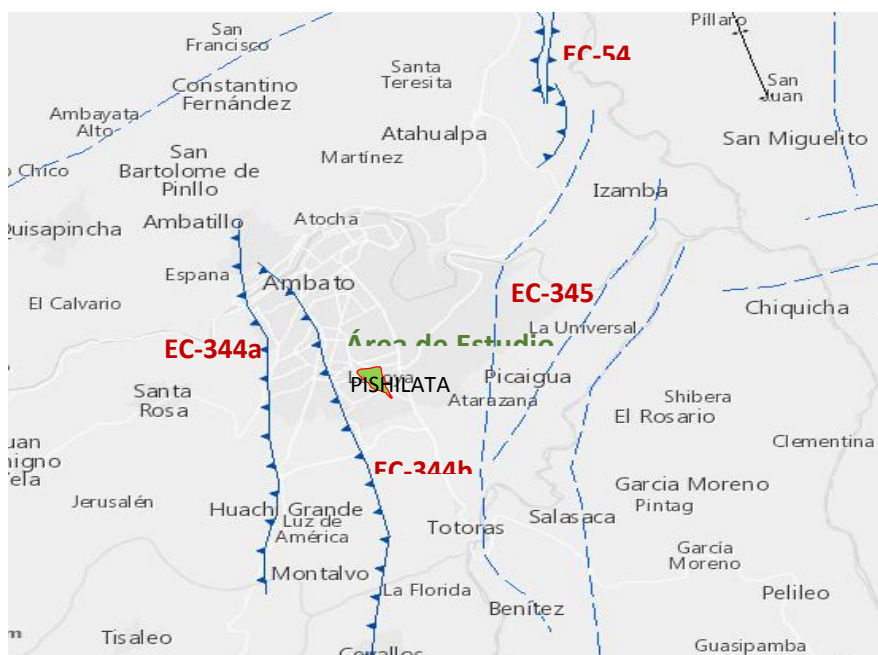 Píllaro
San
Francisco
EC-54
Santa
Teresita
San
Juan
Constantino
Fernández
Ambayata
Alto
Atahualpa
San Miguelito
Martínez
San
Bartolome de
Pinllo
Chico
Izamba
Quisapincha
Ambatillo
Atocha
Espana
Ambato
EC-345
El Calvario
Chiquicha
La Universal
Área de Estudio
EC-344a
PISHILATA
Picaigua
Santa
Rosa
Atarazana
Shibera
El Rosario
Clementina
EC-344b
Garcia Moreno
Pintag
Jerusalén
Huachi Grande
Luz de
América
Salasaca
Totoras
García
Moreno
Montalvo
La Florida
Pelileo
Benítez
Tisaleo
Guasipamba